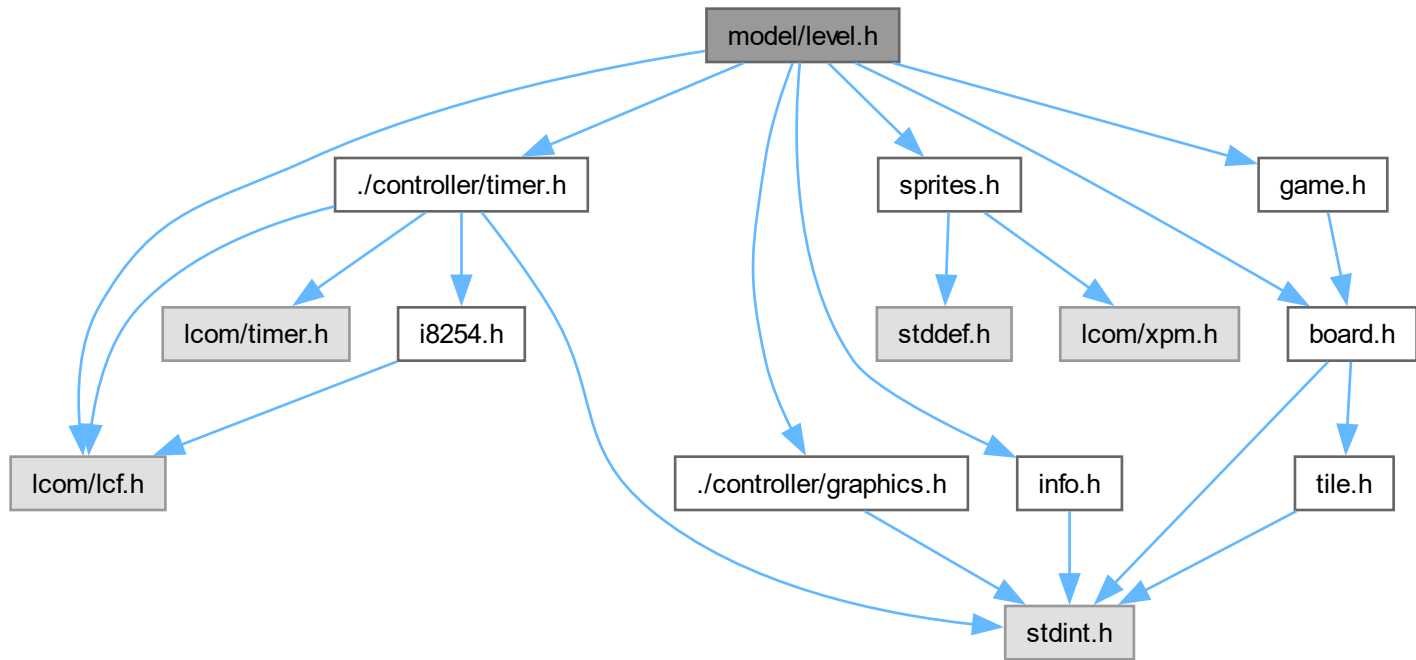 model/level.h
./controller/timer.h
sprites.h
game.h
lcom/timer.h
i8254.h
stddef.h
lcom/xpm.h
board.h
lcom/lcf.h
./controller/graphics.h
info.h
tile.h
stdint.h